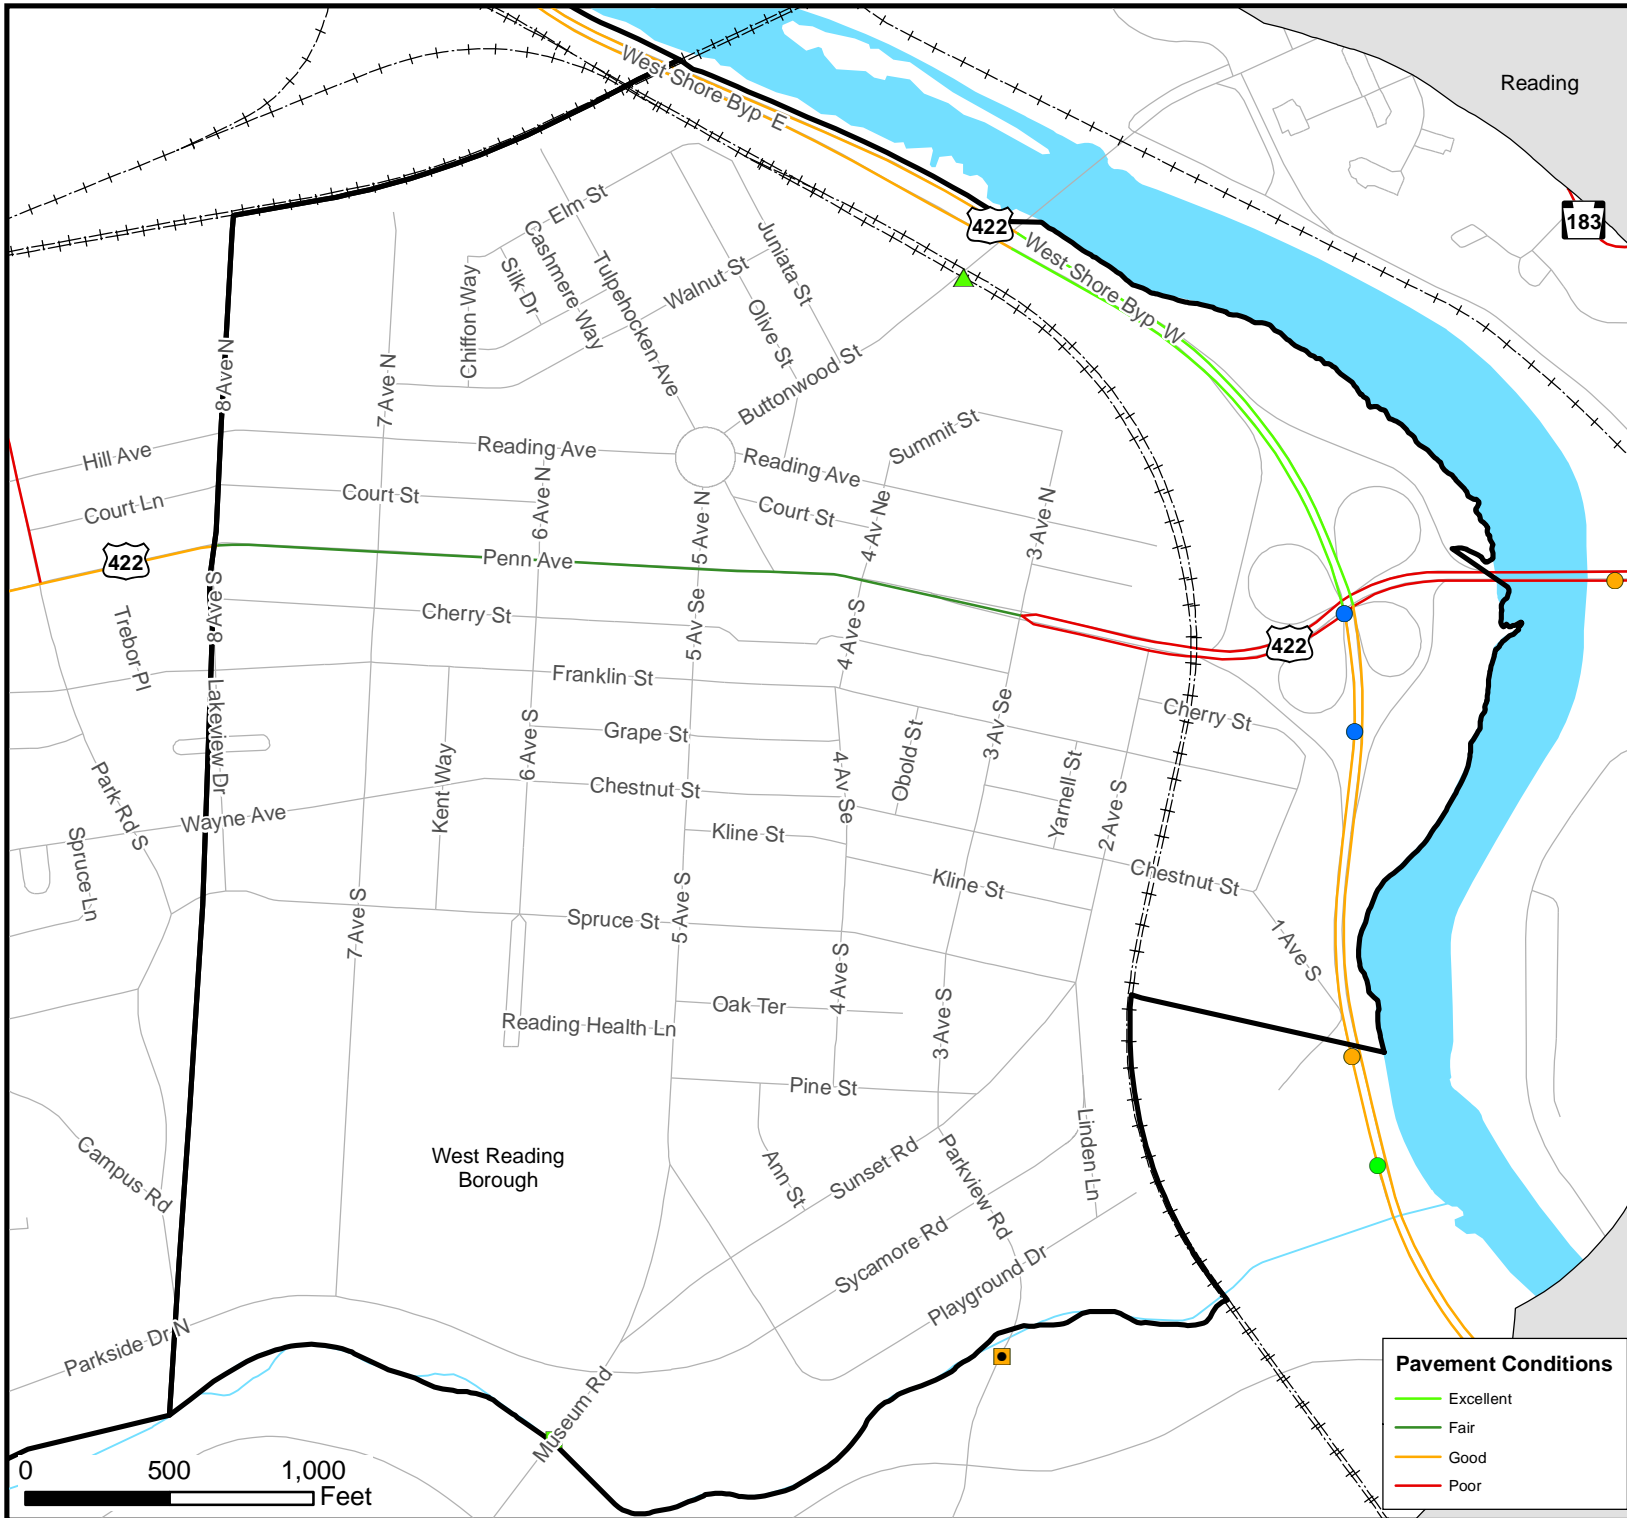 Reading
West Shore Byp E
183
422
West Shore Byp W
Elm St
Cashmere Way
Silk Dr
Chiffon Way
Tulpehocken Ave
Walnut St
Juniata St
Olive St
Buttonwood St
8 Ave N
7 Ave N
Hill Ave
Reading Ave
Reading Ave
Summit St
Court Ln
Court St
6 Ave N
5 Ave N
Court St
4 Av Ne
3 Ave N
422
Penn Ave
8 Ave S
Trebor Pl
Cherry St
5 Av Se
4 Ave S
422
Franklin St
Lakeview Dr
Cherry St
3 Av Se
Grape St
6 Ave S
Kent Way
Chestnut St
4 Av Se
Obold St
Yarnell St
2 Ave S
Park Rd S
Wayne Ave
Kline St
Spruce Ln
Kline St
Chestnut St
7 Ave S
Spruce St
5 Ave S
1 Ave S
4 Ave S
Oak Ter
3 Ave S
Reading Health Ln
Pine St
Linden Ln
Campus Rd
West Reading
Borough
Ann St
Sunset Rd
Parkview Rd
Sycamore Rd
Playground Dr
Parkside Dr N
Museum Rd
0 500 1,000
Feet
Pavement Conditions
Excellent
Fair
Good
Poor